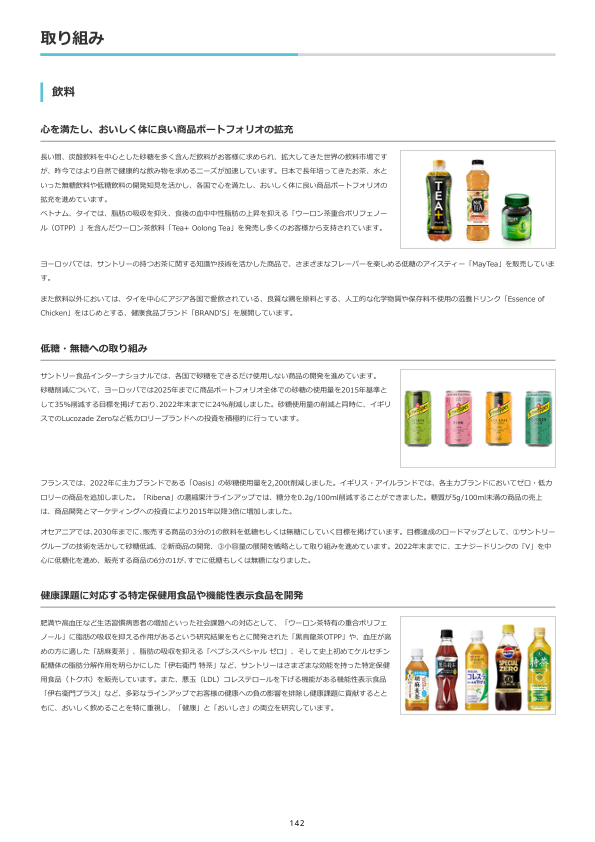 取り組み
飲料
心を満たし、おいしく体に良い商品ポートフォリオの拡充
長い間、炭酸飲料を中心とした砂糖を多く含んだ飲料がお客様に求められ、拡大してきた世界の飲料市場です
が、昨今ではより自然で健康的な飲み物を求めるニーズが加速しています。日本で長年培ってきたお茶、水と
いった無糖飲料や低糖飲料の開発知見を活かし、各国で心を満たし、おいしく体に良い商品ポートフォリオの
拡充を進めています。
ベトナム、タイでは、脂肪の吸収を抑え、食後の血中中性脂肪の上昇を抑える「ウーロン茶重合ポリフェノー
ル（OTPP）」を含んだウーロン茶飲料「Tea+ Oolong Tea」を発売し多くのお客様から支持されています。
TEA+
MAY TEA
ヨーロッパでは、サントリーの持つお茶に関する知識や技術を活かした商品で、さまざまなフレーバーを楽しめる低糖のアイスティー「MayTea」を販売していま
す。
また飲料以外においては、タイを中心にアジア各国で愛飲されている、良質な鶏を原料とする、人工的な化学物質や保存料不使用の滋養ドリンク「Essence of
Chicken」をはじめとする、健康食品ブランド「BRAND'S」を展開しています。
低糖・無糖への取り組み
サントリー食品インターナショナルでは、各国で砂糖をできるだけ使用しない商品の開発を進めています。
砂糖削減について、ヨーロッパでは2025年までに商品ポートフォリオ全体での砂糖の使用量を2015年基準と
して35%削減する目標を掲げており、2022年末までに24%削減しました。砂糖使用量の削減と同時に、イギリ
スでのLucozade Zeroなど低カロリーブランドへの投資を積極的に行っています。
フランスでは、2022年に主力ブランドである「Oasis」の砂糖使用量を2,200t削減しました。イギリス・アイルランドでは、各主力ブランドにおいてゼロ・低カ
ロリーの商品を追加しました。「Ribena」の濃縮果汁ラインアップでは、糖分を0.2g/100ml削減することができました。糖質が5g/100ml未満の商品の売上
は、商品開発とマーケティングへの投資により2015年以降3倍に増加しました。
オセアニアでは、2030年までに、販売する商品の3分の1の飲料を低糖もしくは無糖にしていく目標を掲げています。目標達成のロードマップとして、①サントリー
グループの技術を活かして砂糖低減、②新商品の開発、③小容量の展開を戦略として取り組みを進めています。2022年末までに、エナジードリンクの「V」を中
心に低糖化を進め、販売する商品の6分の1が、すでに低糖もしくは無糖になりました。
健康課題に対応する特定保健用食品や機能性表示食品を開発
肥満や高血圧など生活習慣病患者の増加といった社会課題への対応として、「ウーロン茶特有の重合ポリフェ
ノール」に脂肪の吸収を抑える作用があるという研究結果をもとに開発された「黒烏龍茶OTPP」や、血圧が高
めの方に適した「胡麻麦茶」、脂肪の吸収を抑える「ペプシスペシャル ゼロ」、そして史上初めてケルセチン
配糖体の脂肪分解作用を明らかにした「伊右衛門 特茶」など、サントリーはさまざまな効能を持った特定保健
用食品（トクホ）を販売しています。また、悪玉（LDL）コレステロールを下げる機能がある機能性表示食品
「伊右衛門プラス」など、多彩なラインアップでお客様の健康への負の影響を排除し健康課題に貢献するとと
もに、おいしく飲めることを特に重視し、「健康」と「おいしさ」の両立を研究しています。
胡麻麦茶
黒烏龍茶
コレステ
SPECIAL ZERO
特茶
142